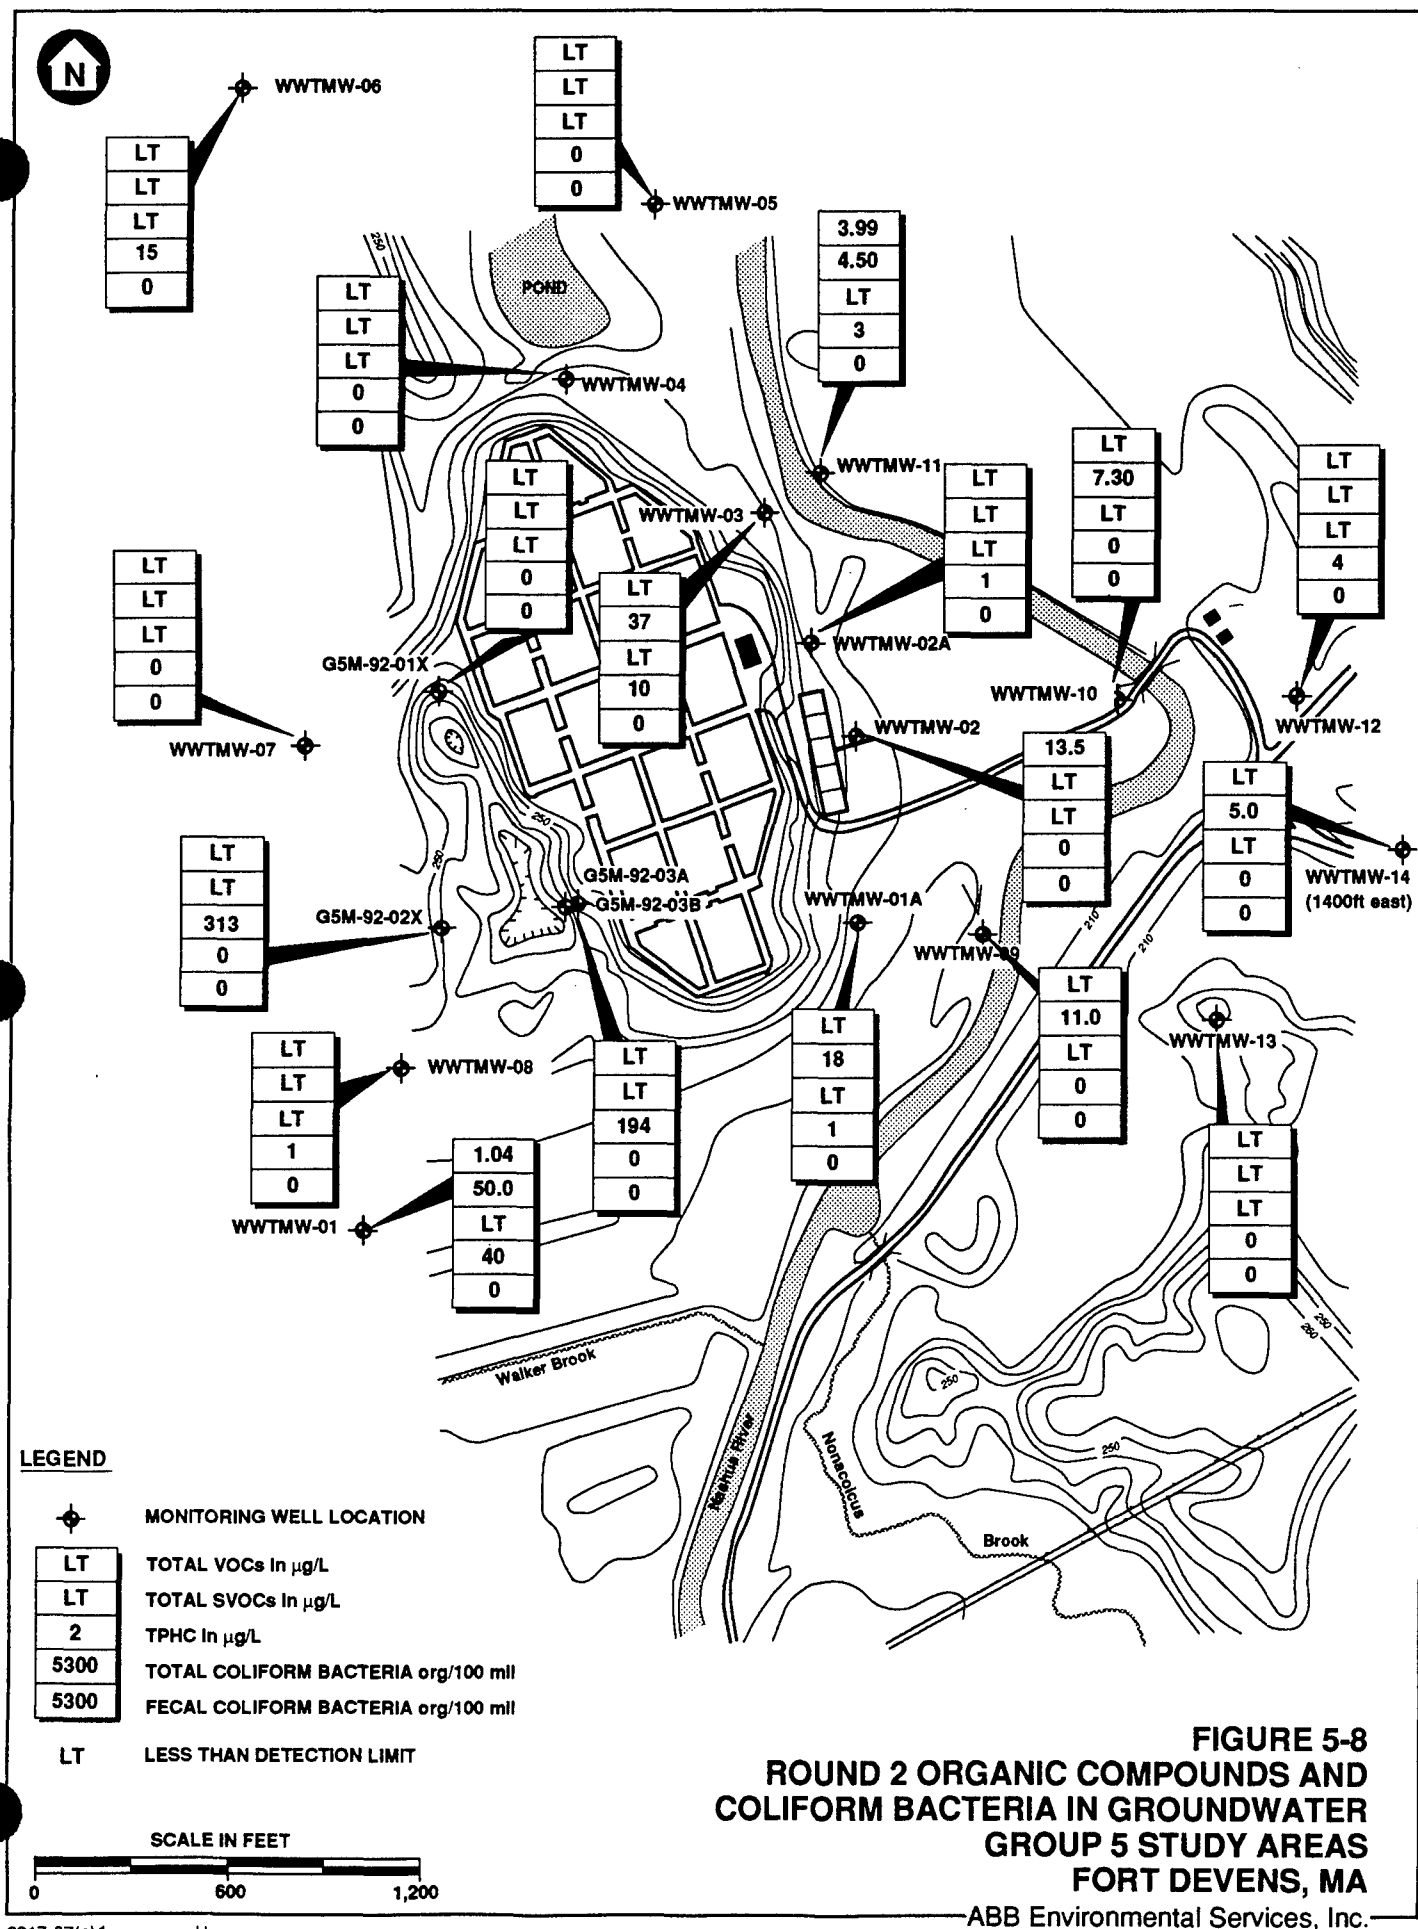 N
WWTMW-06
LT
LT
LT
15
0
LT
LT
LT
0
0
WWTMW-05
3.99
4.50
LT
3
0
250
POND
LT
LT
LT
0
0
WWTMW-04
WWTMW-11
LT
LT
LT
0
0
WWTMW-03
LT
37
LT
10
0
LT
LT
LT
1
0
WWTMW-02A
LT
7.30
LT
0
0
WWTMW-10
LT
LT
LT
4
0
WWTMW-12
LT
LT
LT
0
0
WWTMW-07
G5M-92-01X
WWTMW-02
13.5
LT
LT
0
0
LT
5.0
LT
0
0
WWTMW-14
(1400ft east)
250
250
LT
LT
313
0
0
G5M-92-02X
G5M-92-03A
G5M-92-03B
WWTMW-01A
WWTMW-09
210
210
LT
11.0
LT
0
0
WWTMW-13
LT
LT
LT
1
0
WWTMW-08
LT
LT
194
0
0
LT
18
LT
1
0
LT
LT
LT
0
0
WWTMW-01
1.04
50.0
LT
40
0
250
260
Walker Brook
250
250
Nashua River
Nonacoicus
Brook
LEGEND
MONITORING WELL LOCATION
LT TOTAL VOCs in µg/L
LT TOTAL SVOCs in µg/L
2 TPHC in µg/L
5300 TOTAL COLIFORM BACTERIA org/100 mil
5300 FECAL COLIFORM BACTERIA org/100 mil
LT LESS THAN DETECTION LIMIT
SCALE IN FEET
0 600 1,200
FIGURE 5-8
ROUND 2 ORGANIC COMPOUNDS AND
COLIFORM BACTERIA IN GROUNDWATER
GROUP 5 STUDY AREAS
FORT DEVENS, MA
ABB Environmental Services, Inc.